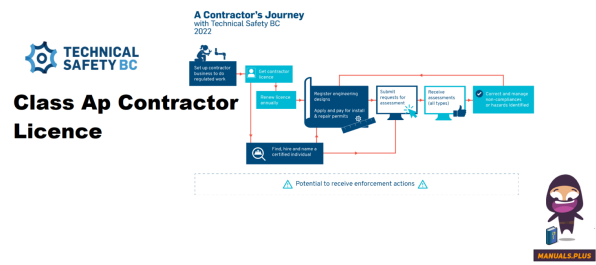 A Contractor's Journey
with Technical Safety BC
2022
TECHNICAL
SAFETY BC
Class Ap Contractor
Licence
Set up contractor
business to do
regulated work
Get contractor
licence
Renew licence
annually
Find, hire and name a
certified individual
Register engineering
designs
Apply and pay for install
& repair permits
Submit
requests for
assessment
Receive
assessments
(all types)
Correct and manage
non-compliances
or hazards identified
Potential to receive enforcement actions
MANUALS.PLUS